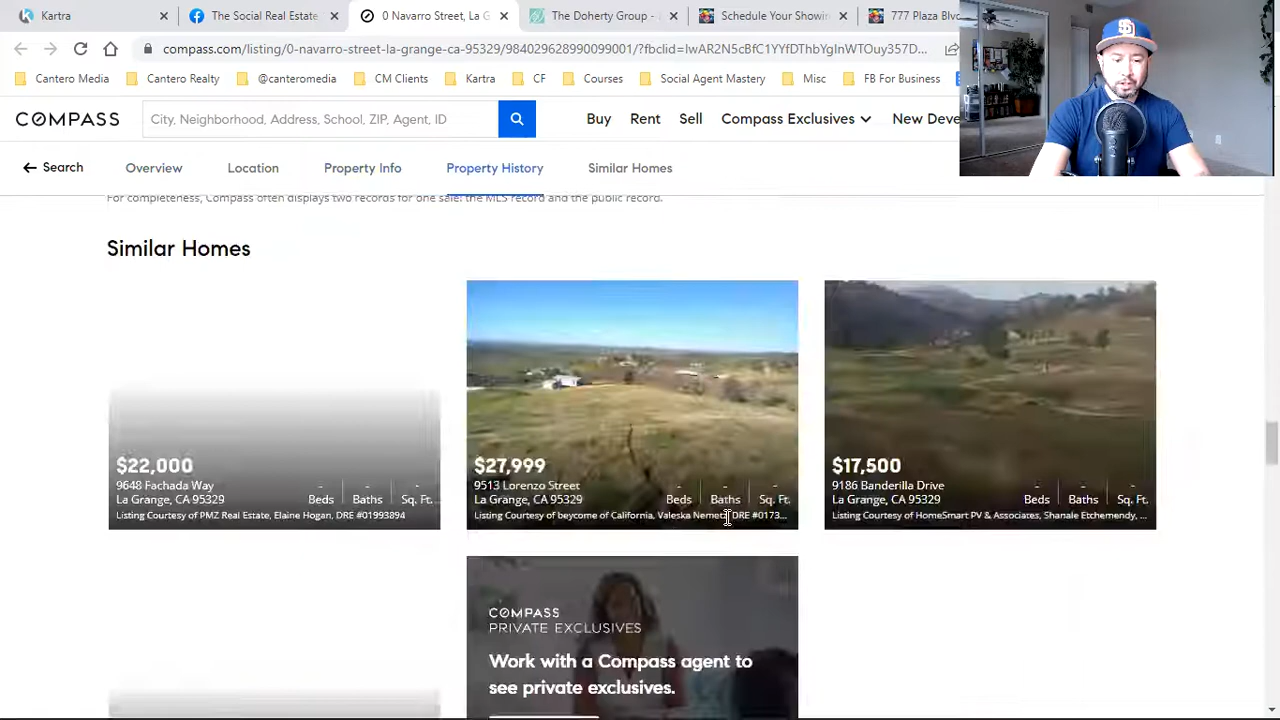 Kartra
The Social Real Estat
0 Navarro Street, La G
The Doherty Group -
Schedule Your Showin
777 Plaza Blv
compass.com/listing/0-navarro-street-la-grange-ca-95329/984029628990099001/?fbclid=IwAR2N5cBfC1YYfDThbYgInWTOuy357D...
Cantero Media
Cantero Realty
@canteromedia
CM Clients
Kartra
CF
Courses
Social Agent Mastery
Misc
FB For Business
COMPASS
City, Neighborhood, Address, School, ZIP, Agent, ID
Buy
Rent
Sell
Compass Exclusives
New Deve
Search
Overview
Location
Property Info
Property History
Similar Homes
For completeness, Compass often displays two records for one sale: the MLS record and the public record.
Similar Homes
$22,000
9648 Fachada Way
La Grange, CA 95329
- Beds
- Baths
- Sq. Ft.
Listing Courtesy of PMZ Real Estate, Elaine Hogan, DRE #01993894
$27,999
9513 Lorenzo Street
La Grange, CA 95329
- Beds
- Baths
- Sq. Ft.
Listing Courtesy of beycome of California, Valeska Nemetz, DRE #0173...
$17,500
9186 Banderilla Drive
La Grange, CA 95329
- Beds
- Baths
- Sq. Ft.
Listing Courtesy of HomeSmart PV & Associates, Shanale Etchemendy, ...
COMPASS
PRIVATE EXCLUSIVES
Work with a Compass agent to
see private exclusives.